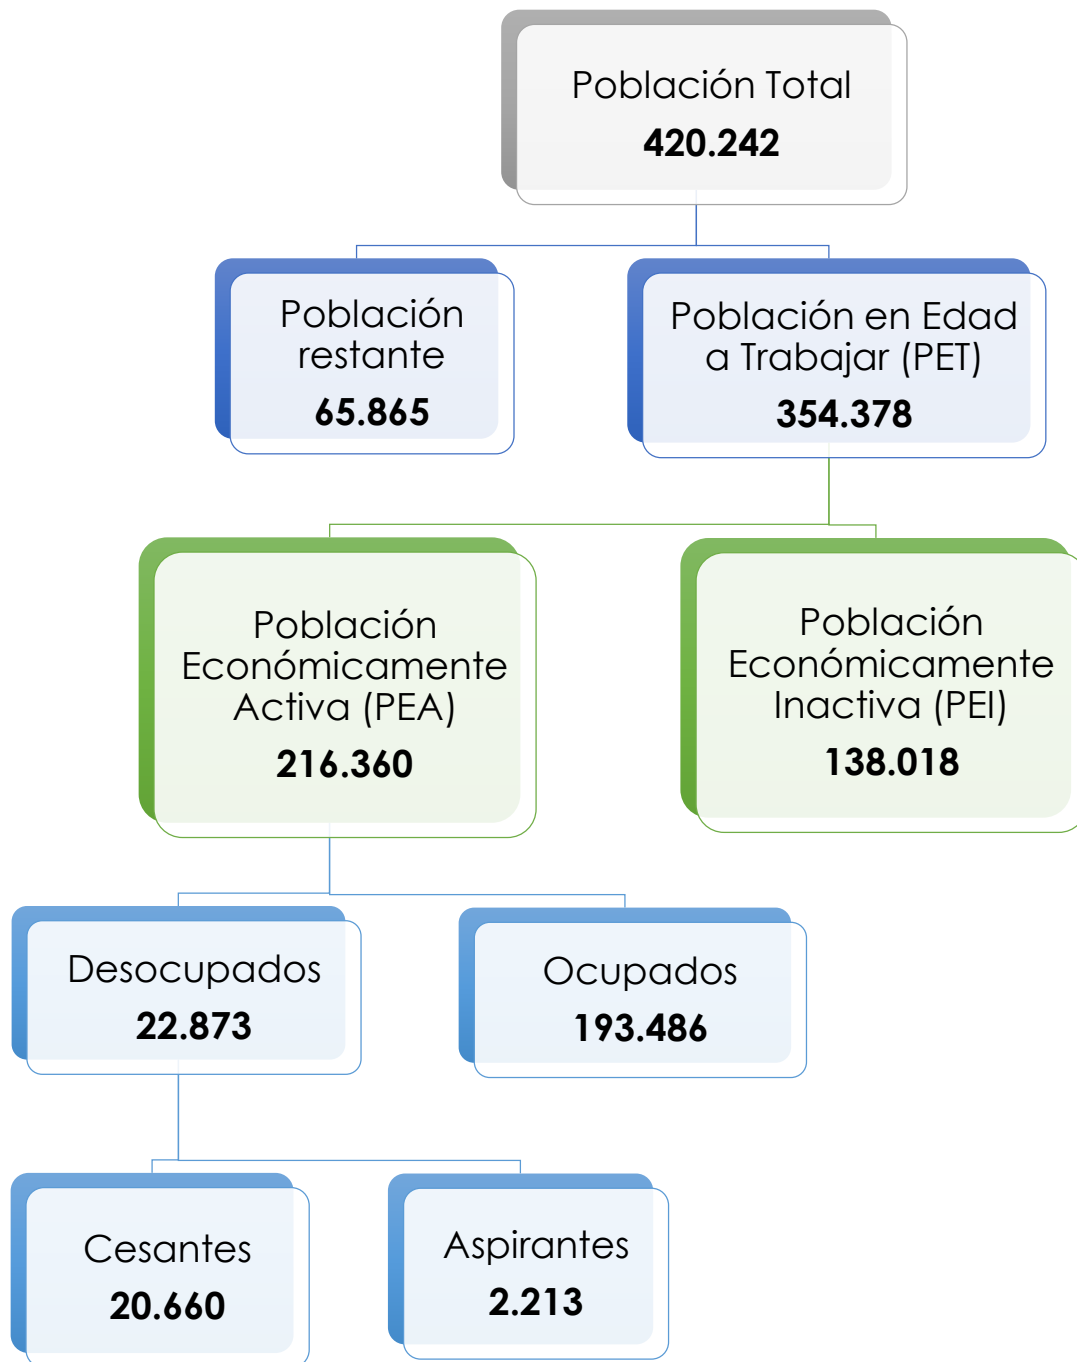 Población Total
420.242
Población
restante
65.865
Población en Edad
a Trabajar (PET)
354.378
Población
Económicamente
Activa (PEA)
216.360
Población
Económicamente
Inactiva (PEI)
138.018
Desocupados
22.873
Ocupados
193.486
Cesantes
20.660
Aspirantes
2.213